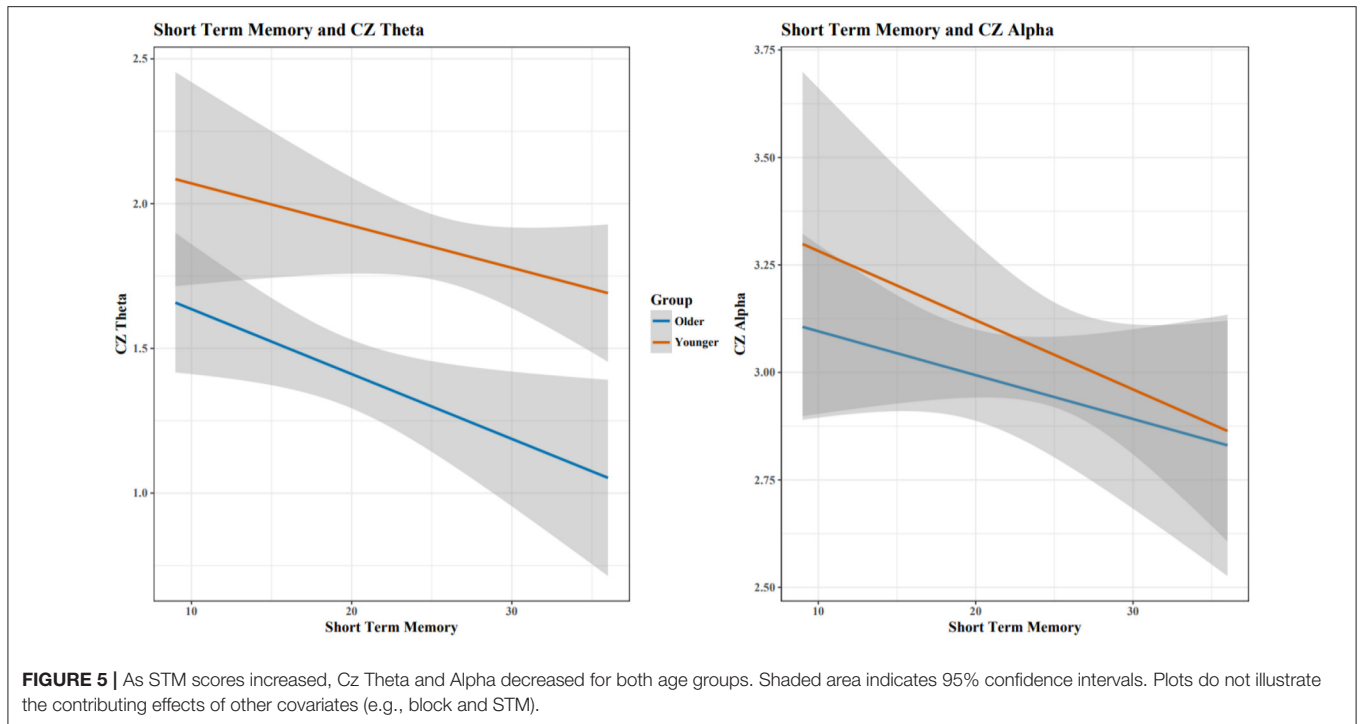 Short Term Memory and CZ Theta
2.5
2.0
1.5
1.0
CZ Theta
10 20 30
Short Term Memory
Group
Older
Younger
Short Term Memory and CZ Alpha
3.75
3.50
3.25
3.00
2.75
2.50
CZ Alpha
10 20 30
Short Term Memory
FIGURE 5 | As STM scores increased, Cz Theta and Alpha decreased for both age groups. Shaded area indicates 95% confidence intervals. Plots do not illustrate
the contributing effects of other covariates (e.g., block and STM).